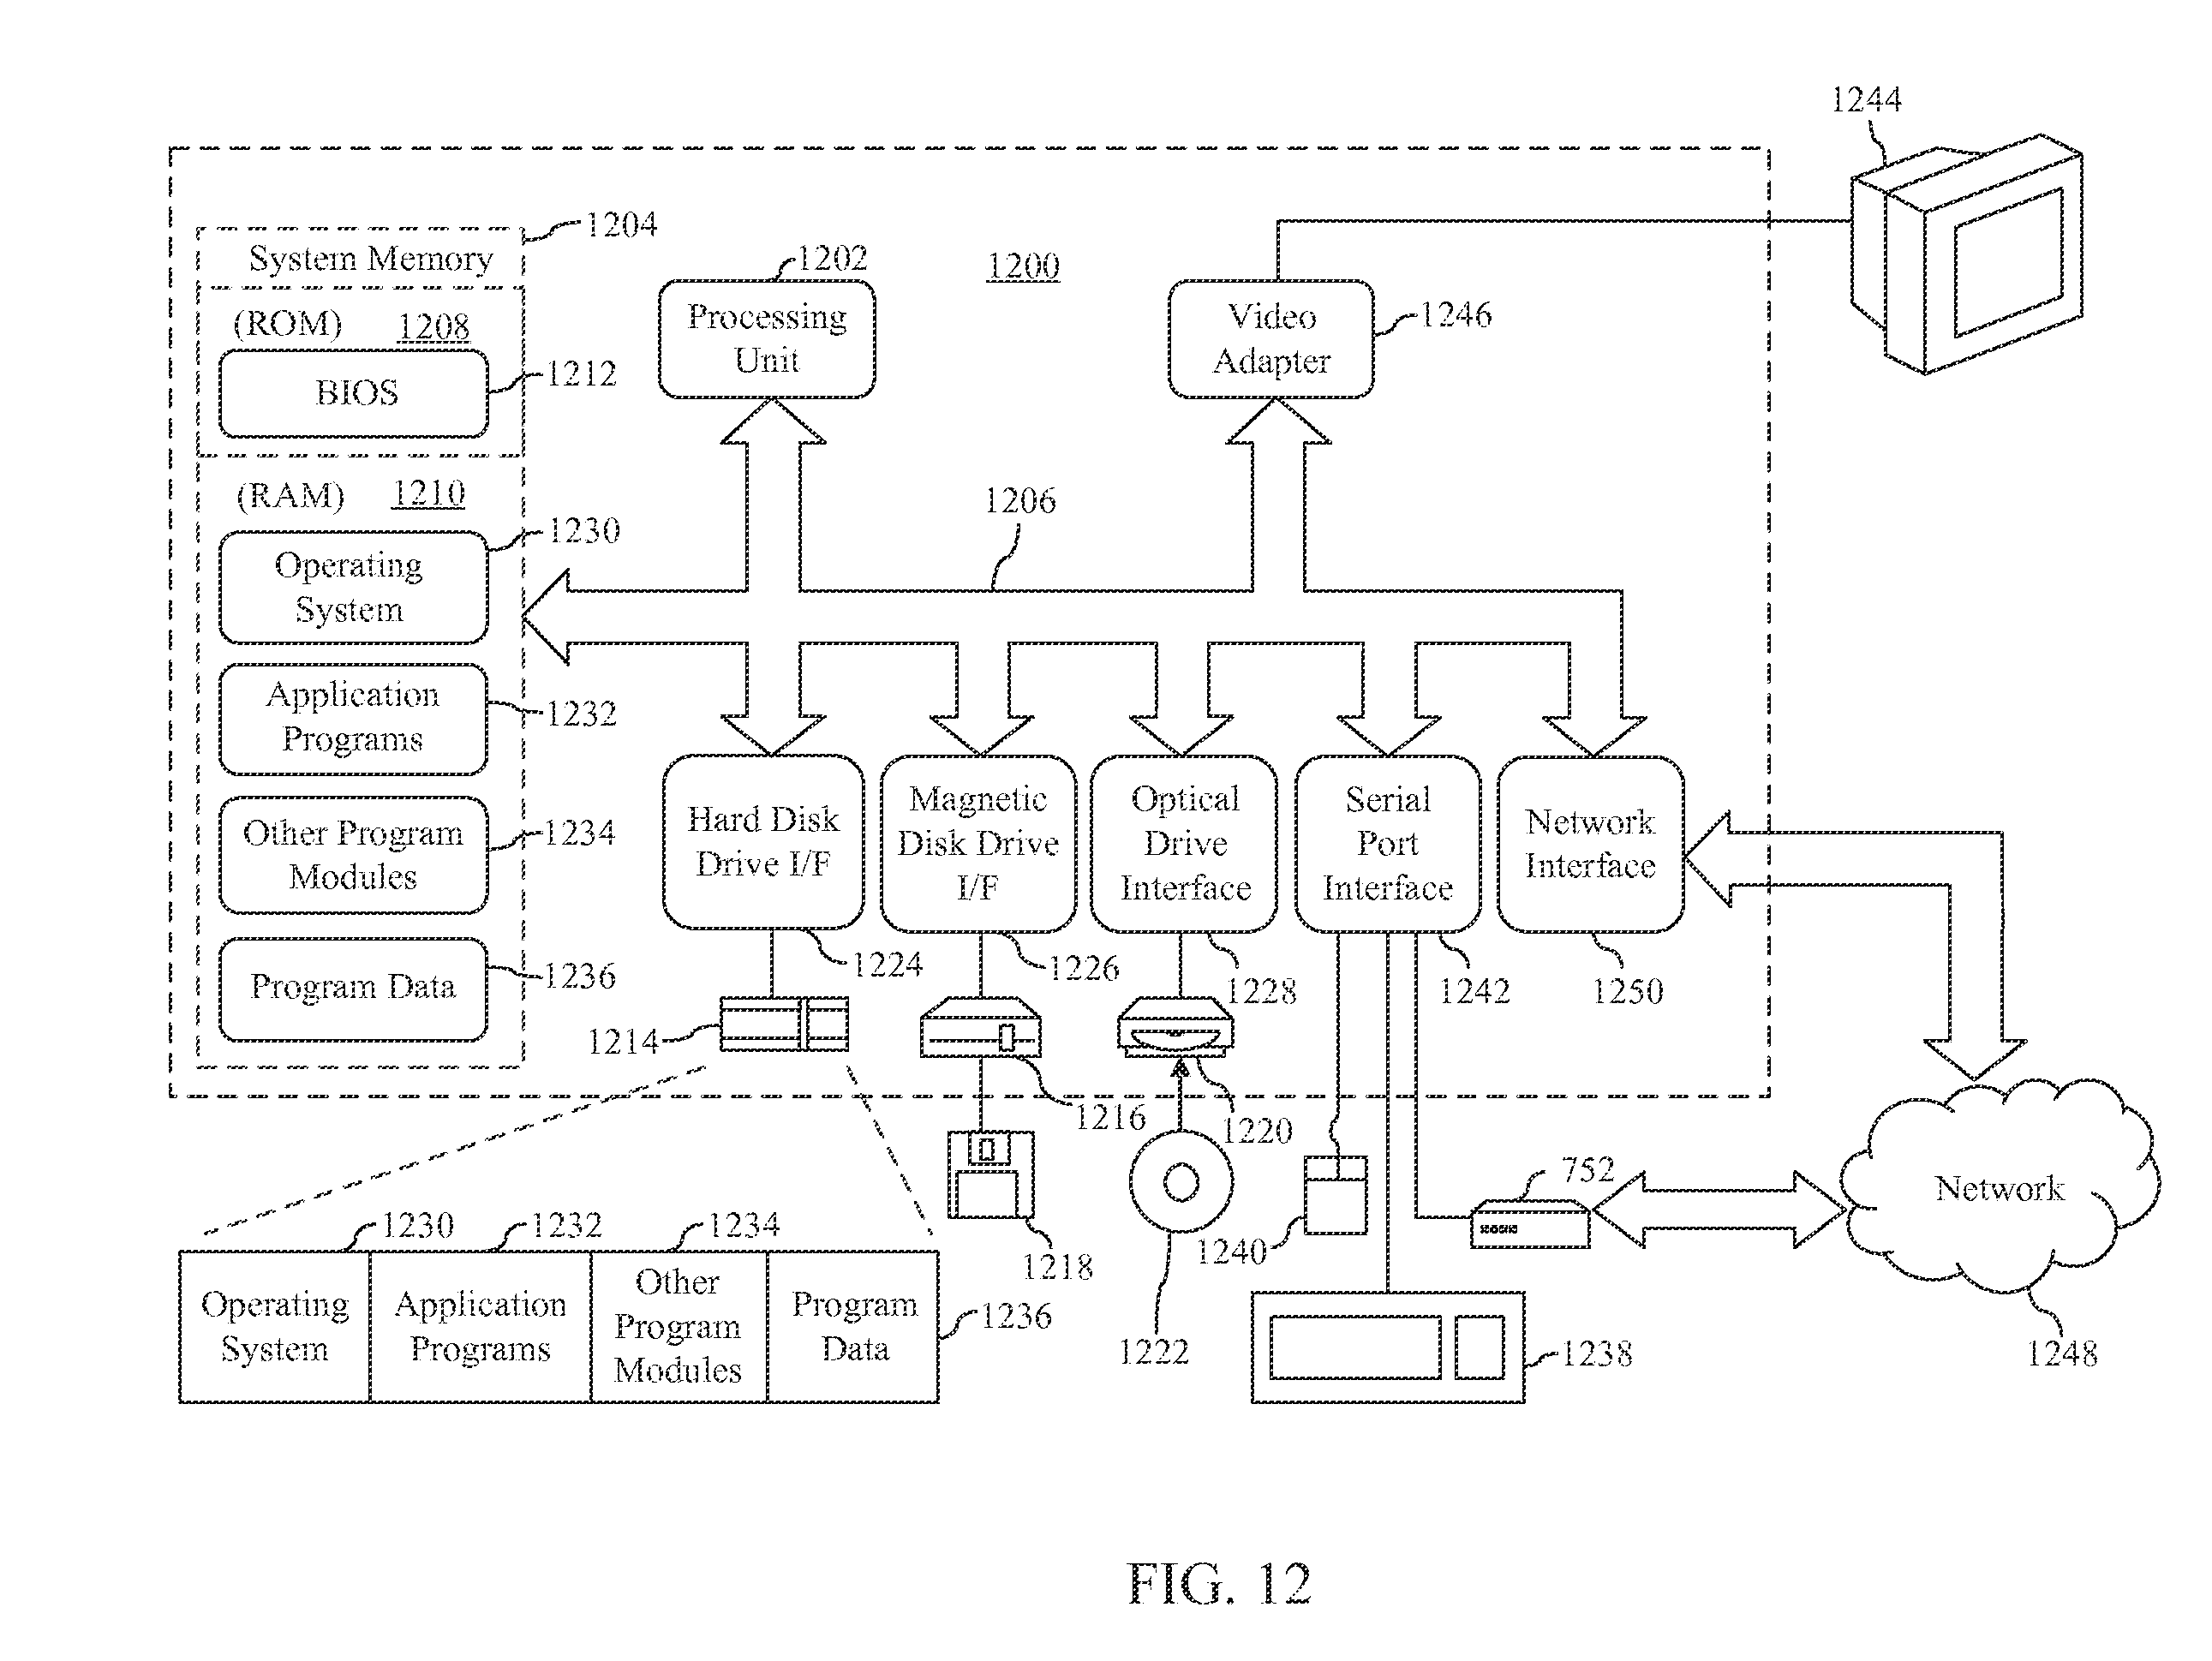 1244
1204
System Memory
1202
1200
Processing
Unit
Video
Adapter
1246
(ROM) 1208
BIOS
1212
(RAM) 1210
1206
1230
Operating
System
Application
Programs
1232
Other Program
Modules
1234
Program Data
1236
Hard Disk
Drive I/F
Magnetic
Disk Drive
I/F
Optical
Drive
Interface
Serial
Port
Interface
Network
Interface
1224
1226
1228
1242
1250
1214
1216
1220
752
Network
1240
1218
1222
1238
1248
1230
1232
1234
Operating
System
Application
Programs
Other
Program
Modules
Program
Data
1236
FIG. 12